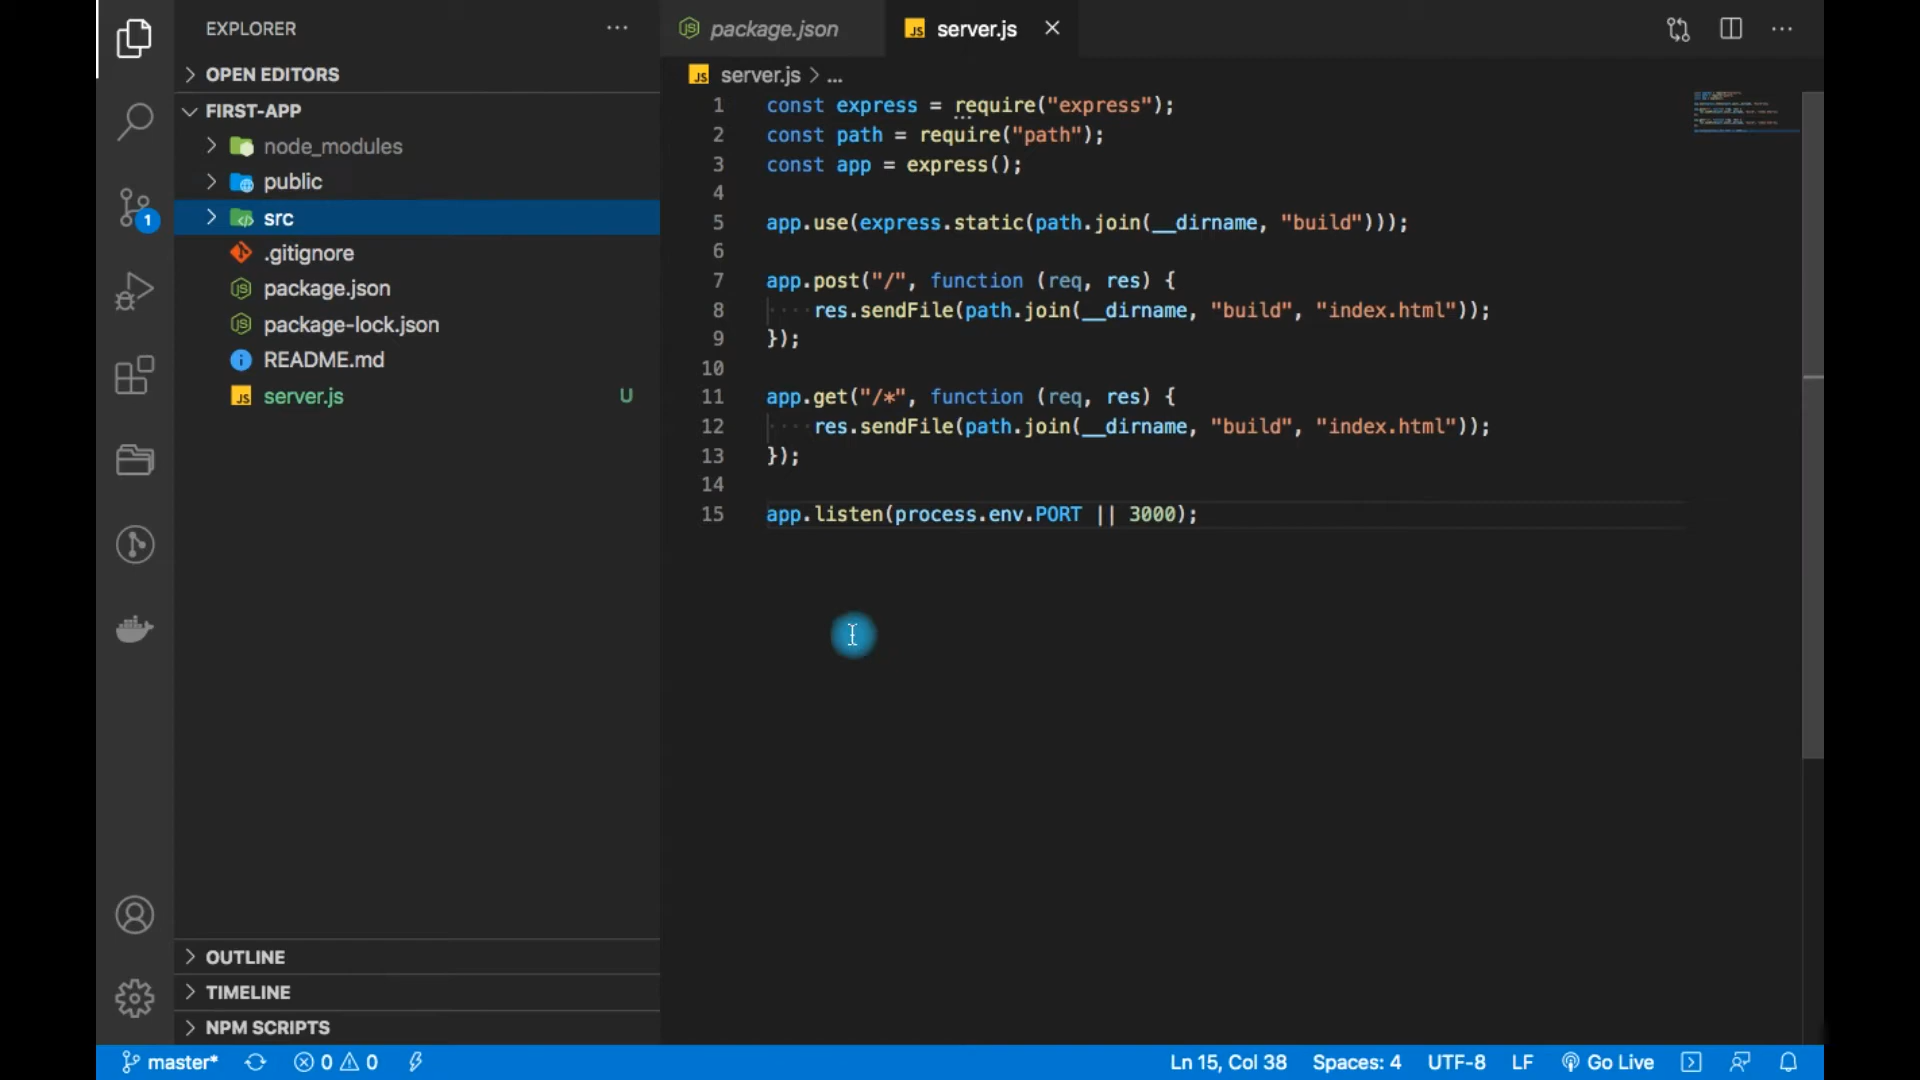 EXPLORER
OPEN EDITORS
FIRST-APP
node_modules
public
src
.gitignore
package.json
package-lock.json
README.md
server.js U
OUTLINE
TIMELINE
NPM SCRIPTS
1
package.json
server.js
server.js > ...
1 const express = require("express");
2 const path = require("path");
3 const app = express();
4
5 app.use(express.static(path.join(__dirname, "build")));
6
7 app.post("/", function (req, res) {
8 res.sendFile(path.join(__dirname, "build", "index.html"));
9 });
10
11 app.get("/*", function (req, res) {
12 res.sendFile(path.join(__dirname, "build", "index.html"));
13 });
14
15 app.listen(process.env.PORT || 3000);
master* 0 0 Ln 15, Col 38 Spaces: 4 UTF-8 LF Go Live